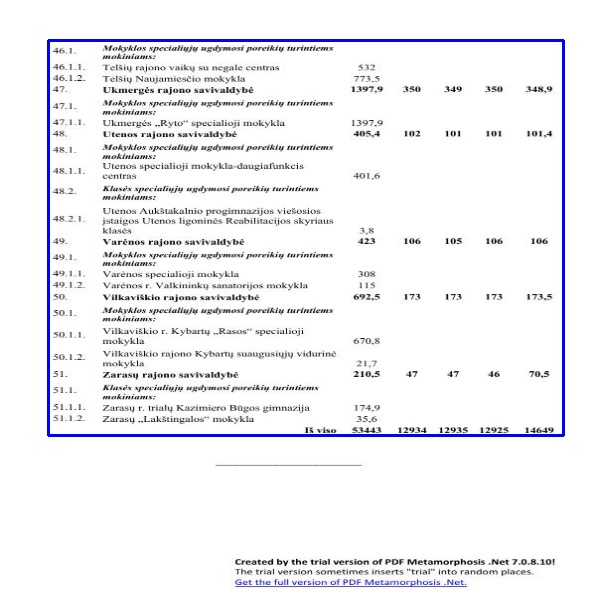 46.1. Mokyklos specialiųjų ugdymosi poreikių turintiems
mokiniams:
46.1.1. Telšių rajono vaikų su negale centras 532
46.1.2. Telšių Naujamiesčio mokykla 773,5
47. Ukmergės rajono savivaldybė 1397,9 350 349 350 348,9
47.1. Mokyklos specialiųjų ugdymosi poreikių turintiems
mokiniams:
47.1.1. Ukmergės „Ryto“ specialioji mokykla 1397,9
48. Utenos rajono savivaldybė 405,4 102 101 101 101,4
48.1. Mokyklos specialiųjų ugdymosi poreikių turintiems
mokiniams:
48.1.1. Utenos specialioji mokykla-daugiafunkcis
centras 401,6
48.2. Klasės specialiųjų ugdymosi poreikių turintiems
mokiniams:
48.2.1. Utenos Aukštakalnio progimnazijos viešosios
įstaigos Utenos ligoninės Reabilitacijos skyriaus
klasės 3,8
49. Varėnos rajono savivaldybė 423 106 105 106 106
49.1. Mokyklos specialiųjų ugdymosi poreikių turintiems
mokiniams:
49.1.1. Varėnos specialioji mokykla 308
49.1.2. Varėnos r. Valkininkų sanatorijos mokykla 115
50. Vilkaviškio rajono savivaldybė 692,5 173 173 173 173,5
50.1. Mokyklos specialiųjų ugdymosi poreikių turintiems
mokiniams:
50.1.1. Vilkaviškio r. Kybartų „Rasos“ specialioji
mokykla 670,8
50.1.2. Vilkaviškio rajono Kybartų suaugusiųjų vidurinė
mokykla 21,7
51. Zarasų rajono savivaldybė 210,5 47 47 46 70,5
51.1. Klasės specialiųjų ugdymosi poreikių turintiems
mokiniams:
51.1.1. Zarasų r. trialų Kazimiero Būgos gimnazija 174,9
51.1.2. Zarasų „Lakštingalos“ mokykla 35,6
Iš viso 53443 12934 12935 12925 14649
Created by the trial version of PDF Metamorphosis .Net 7.0.8.10!
The trial version sometimes inserts "trial" into random places.
Get the full version of PDF Metamorphosis .Net.